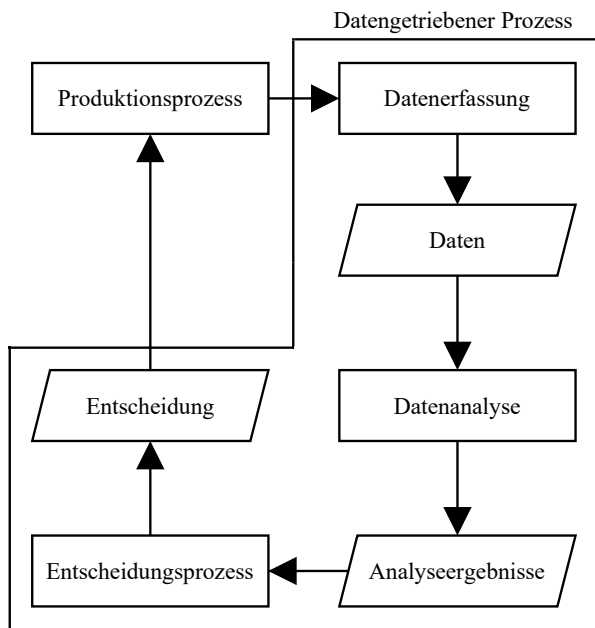 Datengetriebener Prozess
Produktionsprozess
Datenerfassung
Daten
Entscheidung
Datenanalyse
Entscheidungsprozess
Analyseergebnisse